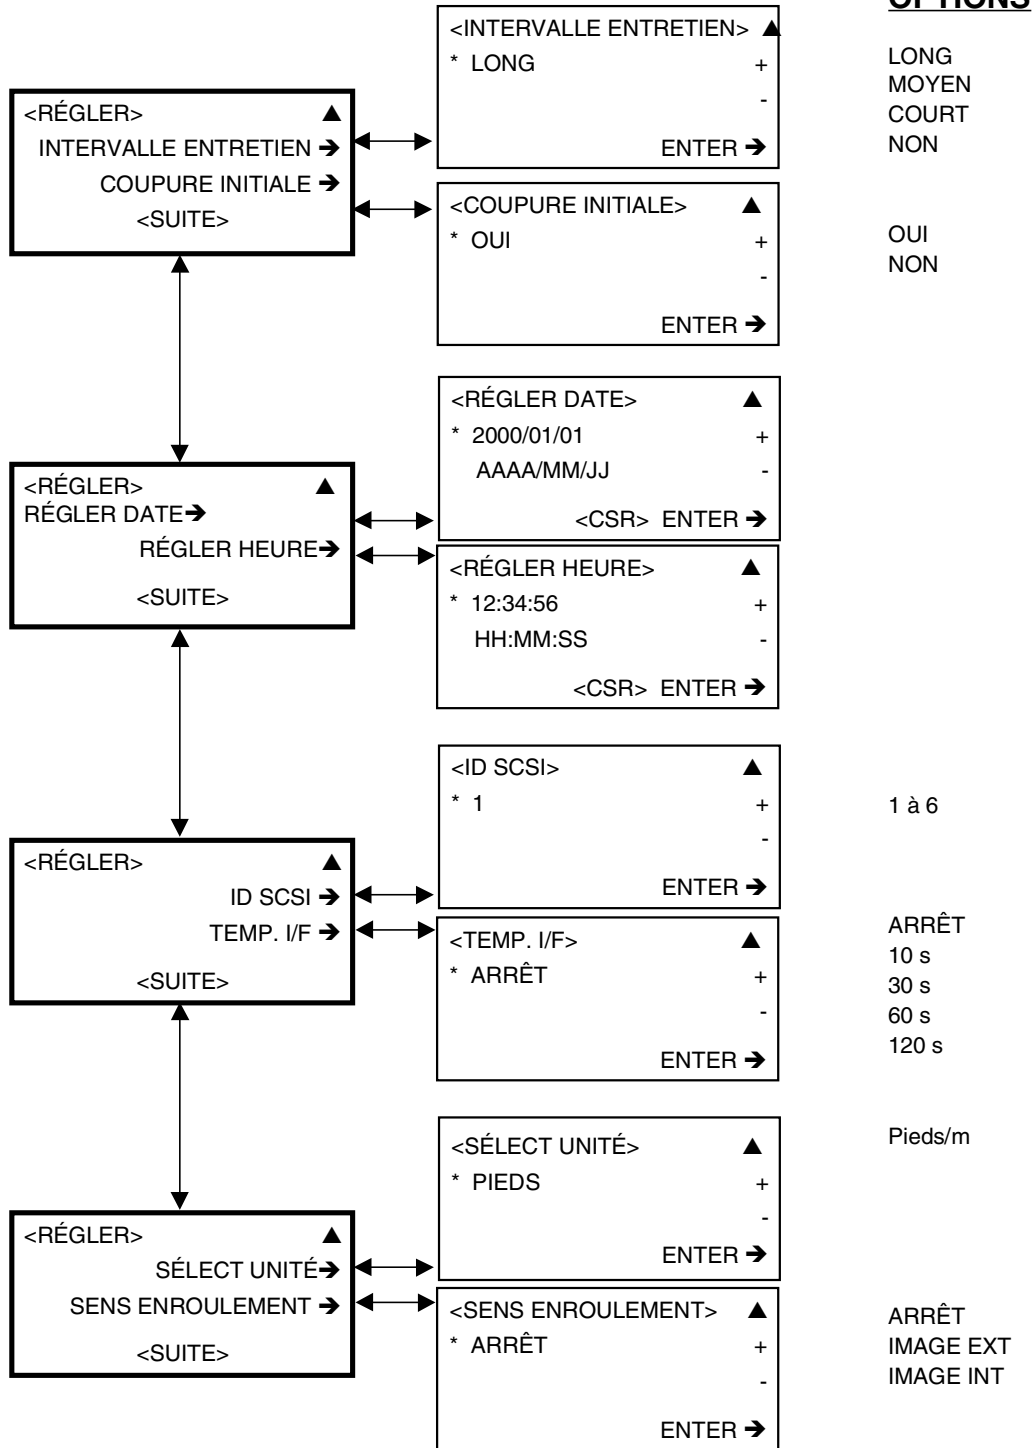 OPTIONS
<INTERVALLE ENTRETIEN> ▲
* LONG +
-
ENTER ➔
LONG
MOYEN
COURT
NON
<RÉGLER> ▲
INTERVALLE ENTRETIEN ➔
COUPURE INITIALE ➔
<SUITE>
<COUPURE INITIALE> ▲
* OUI +
-
ENTER ➔
OUI
NON
<RÉGLER DATE> ▲
* 2000/01/01 +
AAAA/MM/JJ -
<CSR> ENTER ➔
<RÉGLER> ▲
RÉGLER DATE➔
RÉGLER HEURE➔
<SUITE>
<RÉGLER HEURE> ▲
* 12:34:56 +
HH:MM:SS -
<CSR> ENTER ➔
<ID SCSI> ▲
* 1 +
-
ENTER ➔
1 à 6
<RÉGLER> ▲
ID SCSI ➔
TEMP. I/F ➔
<SUITE>
<TEMP. I/F> ▲
* ARRÊT +
-
ENTER ➔
ARRÊT
10 s
30 s
60 s
120 s
<SÉLECT UNITÉ> ▲
* PIEDS +
-
ENTER ➔
Pieds/m
<RÉGLER> ▲
SÉLECT UNITÉ➔
SENS ENROULEMENT ➔
<SUITE>
<SENS ENROULEMENT> ▲
* ARRÊT +
-
ENTER ➔
ARRÊT
IMAGE EXT
IMAGE INT